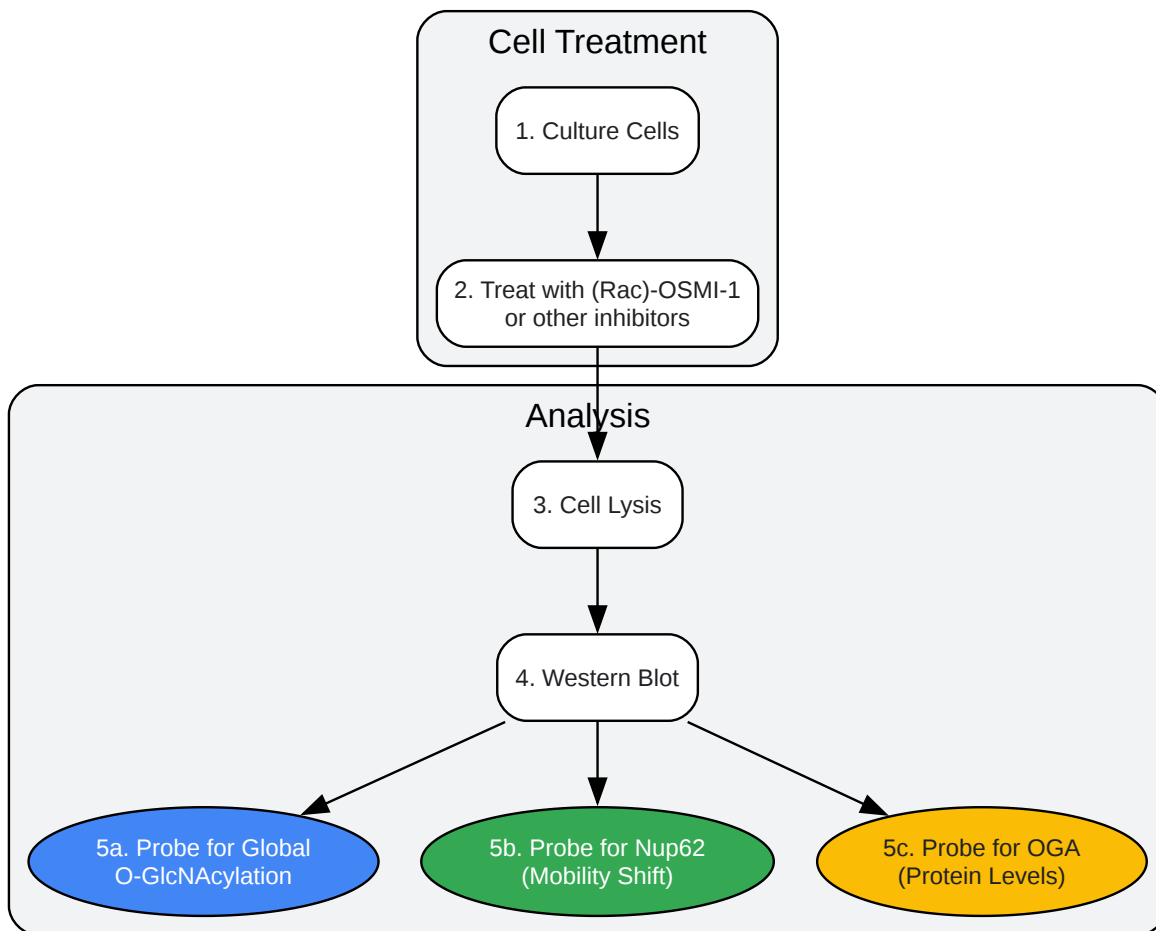 Cell Treatment
1. Culture Cells
2. Treat with (Rac)-OSMI-1
or other inhibitors
Analysis
3. Cell Lysis
4. Western Blot
5a. Probe for Global
O-GlcNAcylation
5b. Probe for Nup62
(Mobility Shift)
5c. Probe for OGA
(Protein Levels)